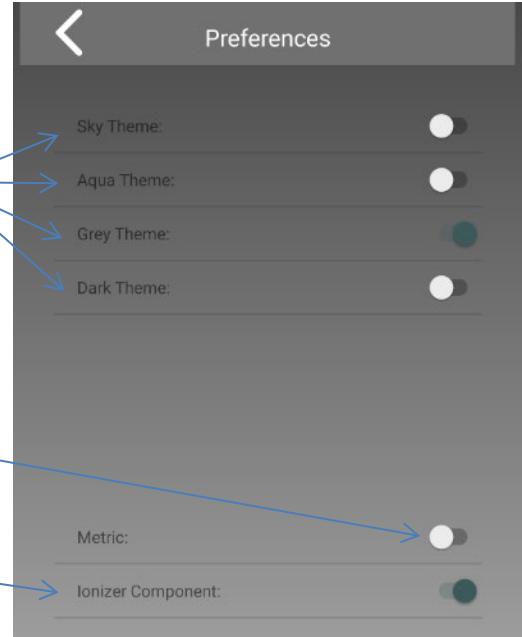 Preferences
Sky Theme:
Aqua Theme:
Grey Theme:
Dark Theme:
Metric:
Ionizer Component: